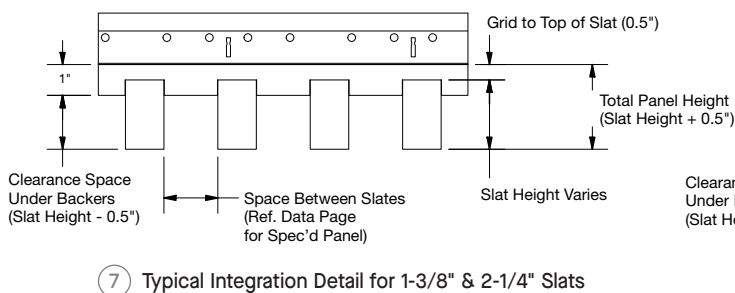 Grid to Top of Slat (0.5")
1"
Total Panel Height
(Slat Height + 0.5")
Clearance Space
Under Backers
(Slat Height - 0.5")
Space Between Slates
(Ref. Data Page
for Spec'd Panel)
Slat Height Varies
7 Typical Integration Detail for 1-3/8" & 2-1/4" Slats